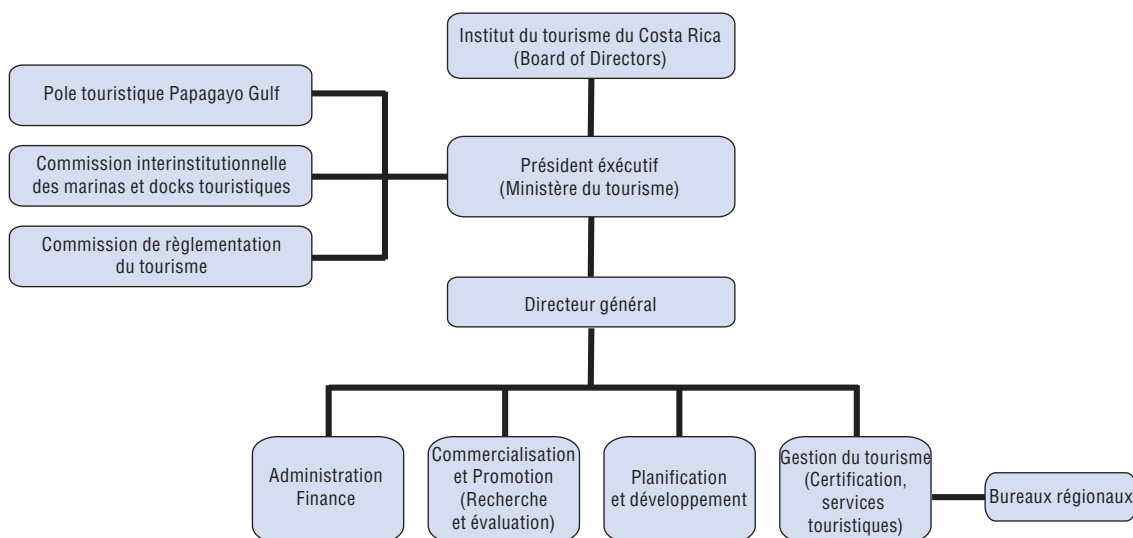 Institut du tourisme du Costa Rica
(Board of Directors)
Pole touristique Papagayo Gulf
Commission interinstitutionnelle
des marinas et docks touristiques
Président éxécutif
(Ministère du tourisme)
Commission de règlementation
du tourisme
Directeur général
Administration
Finance
Commercialisation
et Promotion
(Recherche
et évaluation)
Planification
et développement
Gestion du tourisme
(Certification,
services
touristiques)
Bureaux régionaux